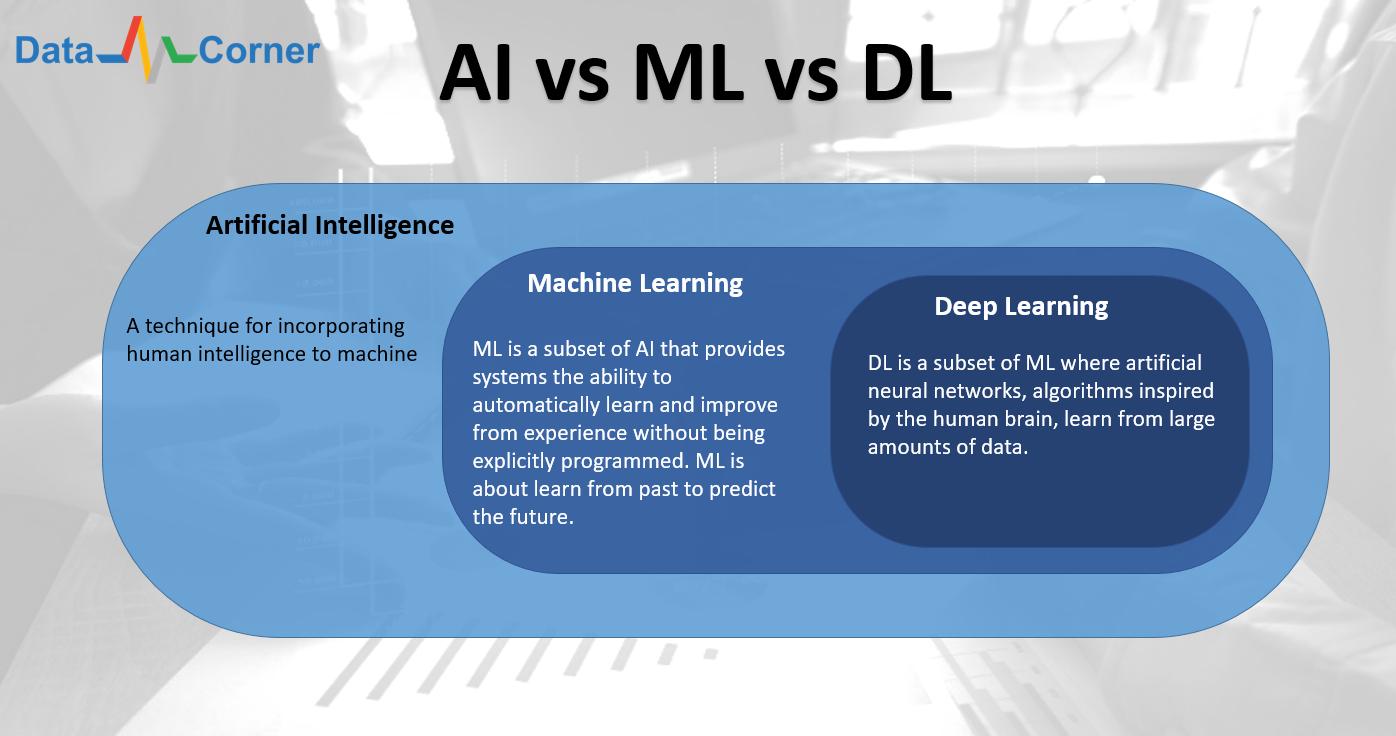 Data Corner
AI vs ML vs DL
Artificial Intelligence
A technique for incorporating
human intelligence to machine
Machine Learning
ML is a subset of AI that provides
systems the ability to
automatically learn and improve
from experience without being
explicitly programmed. ML is
about learn from past to predict
the future.
Deep Learning
DL is a subset of ML where artificial
neural networks, algorithms inspired
by the human brain, learn from large
amounts of data.